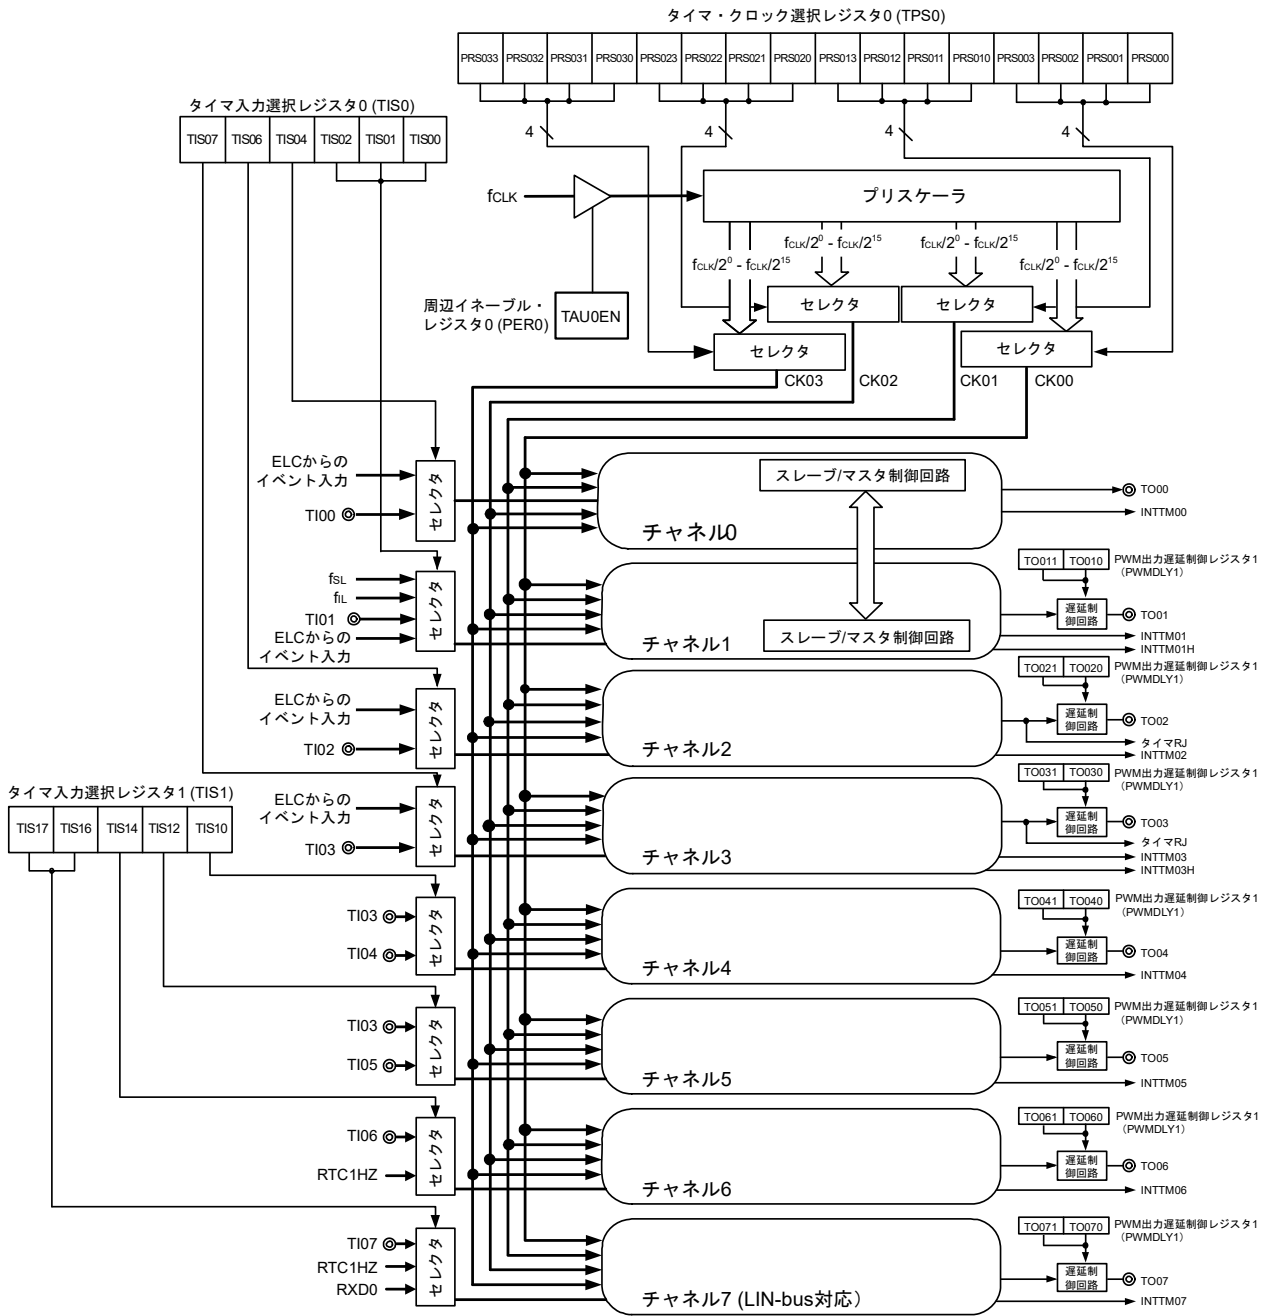 タイマ・クロック選択レジスタ0 (TPS0)
PRS033 PRS032 PRS031 PRS030 PRS023 PRS022 PRS021 PRS020 PRS013 PRS012 PRS011 PRS010 PRS003 PRS002 PRS001 PRS000
4 4 4 4
タイマ入力選択レジスタ0 (TIS0)
TIS07 TIS06 TIS04 TIS02 TIS01 TIS00
fCLK
プリスケーラ
fCLK/2⁰ - fCLK/2¹⁵
fCLK/2⁰ - fCLK/2¹⁵
fCLK/2⁰ - fCLK/2¹⁵
fCLK/2⁰ - fCLK/2¹⁵
周辺イネーブル・
レジスタ0 (PER0)
TAU0EN
セレクタ
セレクタ
セレクタ
セレクタ
CK03
CK02
CK01
CK00
ELCからの
イベント入力
TI00
セレクタ
スレーブ/マスタ制御回路
チャネル0
TO00
INTTM00
fSL
fIL
TI01
ELCからの
イベント入力
セレクタ
チャネル1
スレーブ/マスタ制御回路
TO011 TO010
PWM出力遅延制御レジスタ1
(PWMDLY1)
遅延制
御回路
TO01
INTTM01
INTTM01H
ELCからの
イベント入力
TI02
セレクタ
チャネル2
TO021 TO020
PWM出力遅延制御レジスタ1
(PWMDLY1)
遅延制
御回路
TO02
タイマRJ
INTTM02
タイマ入力選択レジスタ1 (TIS1)
TIS17 TIS16 TIS14 TIS12 TIS10
ELCからの
イベント入力
TI03
セレクタ
チャネル3
TO031 TO030
PWM出力遅延制御レジスタ1
(PWMDLY1)
遅延制
御回路
TO03
タイマRJ
INTTM03
INTTM03H
TI03
TI04
セレクタ
チャネル4
TO041 TO040
PWM出力遅延制御レジスタ1
(PWMDLY1)
遅延制
御回路
TO04
INTTM04
TI03
TI05
セレクタ
チャネル5
TO051 TO050
PWM出力遅延制御レジスタ1
(PWMDLY1)
遅延制
御回路
TO05
INTTM05
TI06
RTC1HZ
セレクタ
チャネル6
TO061 TO060
PWM出力遅延制御レジスタ1
(PWMDLY1)
遅延制
御回路
TO06
INTTM06
TI07
RTC1HZ
RXD0
セレクタ
チャネル7 (LIN-bus対応）
TO071 TO070
PWM出力遅延制御レジスタ1
(PWMDLY1)
遅延制
御回路
TO07
INTTM07